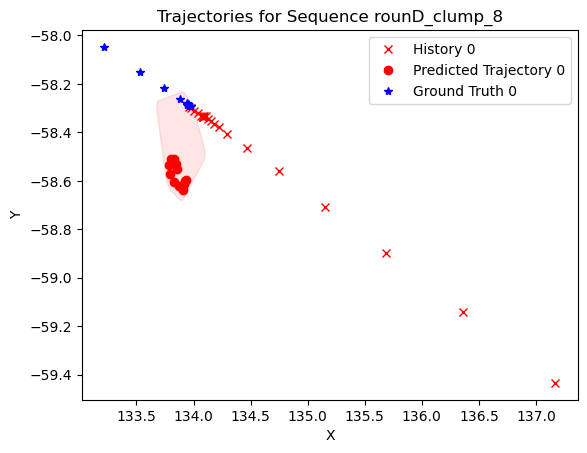 Trajectories for Sequence rounD_clump_8
History 0
Predicted Trajectory 0
Ground Truth 0
Y
−58.0
−58.2
−58.4
−58.6
−58.8
−59.0
−59.2
−59.4
133.5 134.0 134.5 135.0 135.5 136.0 136.5 137.0
X